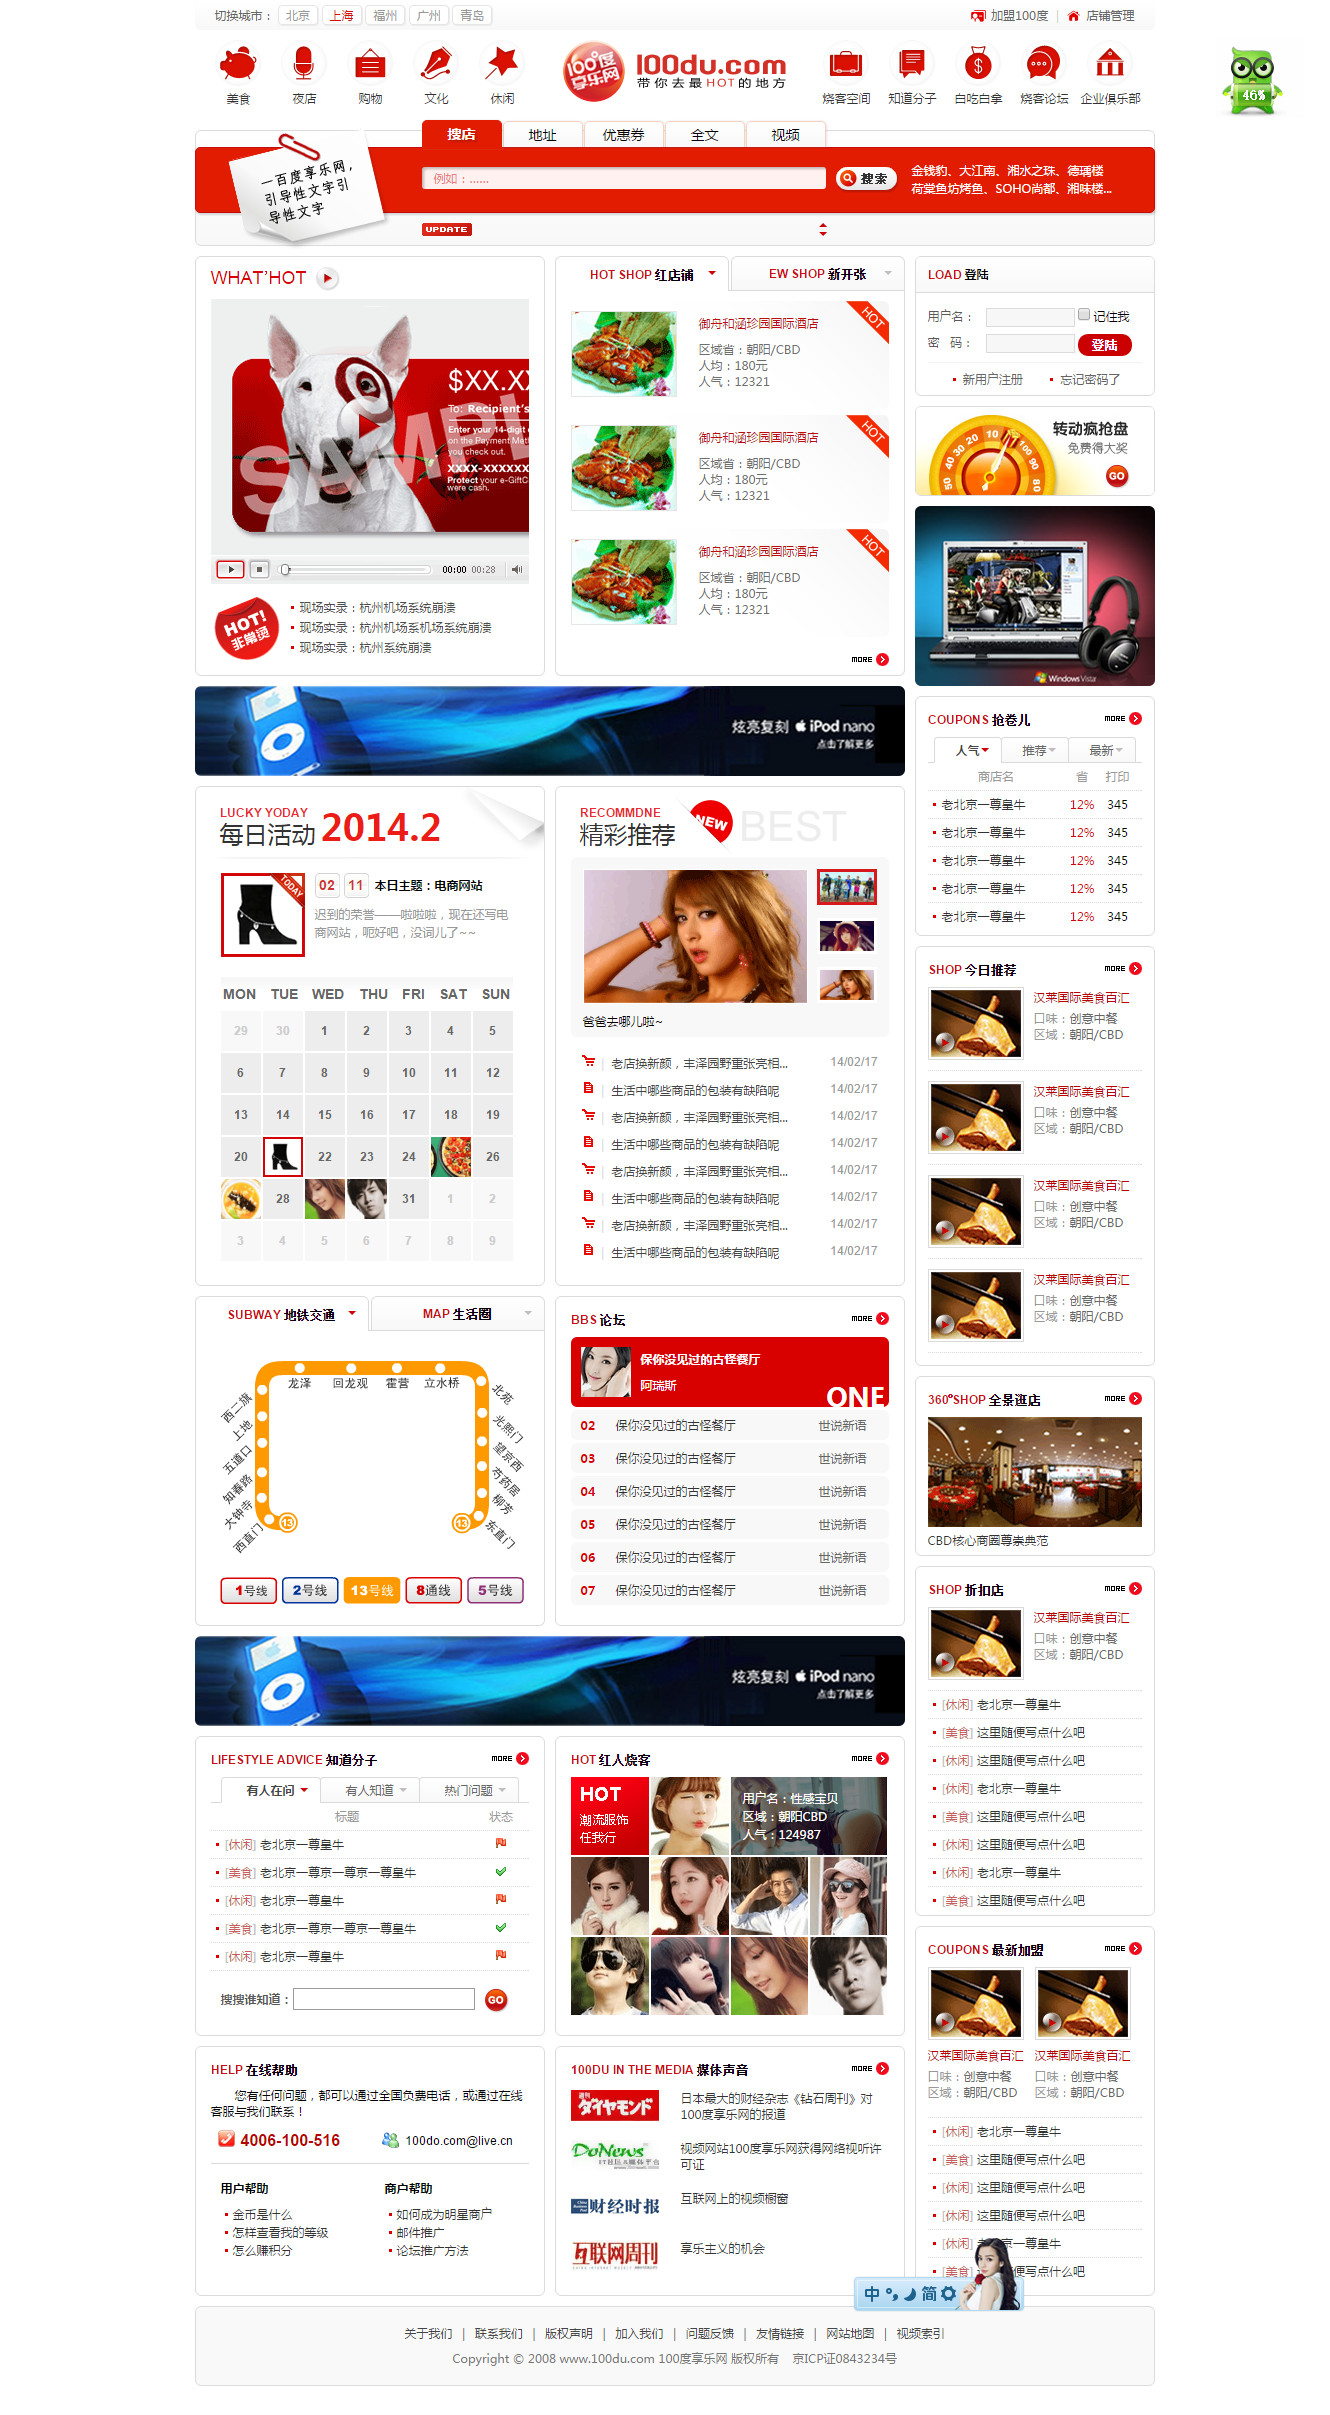 切换城市： 北京 上海 福州 广州 青岛
加盟100度 | 店铺管理
美食 夜店 购物 文化 休闲
100°度 享乐网
100du.com
带你去最HOT的地方
烧客空间 知道分子 白吃白拿 烧客论坛 企业俱乐部
46%
搜店 地址 优惠券 全文 视频
一百度享乐网，
引导性文字引
导性文字
例如：......
搜索
金钱豹、大江南、湘水之珠、德瑀楼
荷棠鱼坊烤鱼、SOHO尚都、湘味楼...
UPDATE
WHAT'HOT
$XX.XX
To: Recipient's
Enter your 14-digit
on the Payment Met
you check out.
XXXX-XXXXXX
Protect your e-GiftC
were cash.
SAMPL
00:00 00:28
HOT!
非常烫
现场实录：杭州机场系统崩溃
现场实录：杭州机场系机场系统崩溃
现场实录：杭州系统崩溃
HOT SHOP 红店铺
EW SHOP 新开张
HOT
御舟和涵珍园国际酒店
区域省：朝阳/CBD
人均：180元
人气：12321
HOT
御舟和涵珍园国际酒店
区域省：朝阳/CBD
人均：180元
人气：12321
HOT
御舟和涵珍园国际酒店
区域省：朝阳/CBD
人均：180元
人气：12321
MORE
LOAD 登陆
用户名： 记住我
密 码： 登陆
新用户注册 忘记密码了
转动疯抢盘
免费得大奖
GO
50 40 30 20 10 100 90 80
Windows Vista
炫亮复刻 iPod nano
点击了解更多
COUPONS 抢卷儿 MORE
人气 推荐 最新
商店名 省 打印
老北京一尊皇牛 12% 345
老北京一尊皇牛 12% 345
老北京一尊皇牛 12% 345
老北京一尊皇牛 12% 345
老北京一尊皇牛 12% 345
LUCKY YODAY
每日活动 2014.2
TODAY
02 11 本日主题：电商网站
迟到的荣誉——啦啦啦，现在还写电
商网站，呃好吧，没词儿了~~
MON TUE WED THU FRI SAT SUN
29 30 1 2 3 4 5
6 7 8 9 10 11 12
13 14 15 16 17 18 19
20 22 23 24 26
28 31 1 2
3 4 5 6 7 8 9
RECOMMDNE
精彩推荐 NEW BEST
爸爸去哪儿啦~
老店换新颜，丰泽园野重张亮相... 14/02/17
生活中哪些商品的包装有缺陷呢 14/02/17
老店换新颜，丰泽园野重张亮相... 14/02/17
生活中哪些商品的包装有缺陷呢 14/02/17
老店换新颜，丰泽园野重张亮相... 14/02/17
生活中哪些商品的包装有缺陷呢 14/02/17
老店换新颜，丰泽园野重张亮相... 14/02/17
生活中哪些商品的包装有缺陷呢 14/02/17
SHOP 今日推荐 MORE
汉莱国际美食百汇
口味：创意中餐
区域：朝阳/CBD
汉莱国际美食百汇
口味：创意中餐
区域：朝阳/CBD
汉莱国际美食百汇
口味：创意中餐
区域：朝阳/CBD
汉莱国际美食百汇
口味：创意中餐
区域：朝阳/CBD
SUBWAY 地铁交通
MAP 生活圈
龙泽 回龙观 霍营 立水桥
西二旗
上地
五道口
知春路
大钟寺
西直门
北苑
光熙门
望京西
芍药居
柳芳
东直门
13
13
1号线 2号线 13号线 8通线 5号线
BBS 论坛 MORE
保你没见过的古怪餐厅
阿瑞斯
ONE
02 保你没见过的古怪餐厅 世说新语
03 保你没见过的古怪餐厅 世说新语
04 保你没见过的古怪餐厅 世说新语
05 保你没见过的古怪餐厅 世说新语
06 保你没见过的古怪餐厅 世说新语
07 保你没见过的古怪餐厅 世说新语
360°SHOP 全景逛店 MORE
CBD核心商圈尊崇典范
SHOP 折扣店 MORE
汉莱国际美食百汇
口味：创意中餐
区域：朝阳/CBD
[休闲] 老北京一尊皇牛
[美食] 这里随便写点什么吧
[休闲] 这里随便写点什么吧
[休闲] 老北京一尊皇牛
[美食] 这里随便写点什么吧
[休闲] 这里随便写点什么吧
[休闲] 老北京一尊皇牛
[美食] 这里随便写点什么吧
炫亮复刻 iPod nano
点击了解更多
LIFESTYLE ADVICE 知道分子 MORE
有人在问 有人知道 热门问题
标题 状态
[休闲] 老北京一尊皇牛
[美食] 老北京一尊京一尊京一尊皇牛
[休闲] 老北京一尊皇牛
[美食] 老北京一尊京一尊京一尊皇牛
[休闲] 老北京一尊皇牛
搜搜谁知道： GO
HOT 红人烧客 MORE
HOT
潮流服饰
任我行
用户名：性感宝贝
区域：朝阳CBD
人气：124987
COUPONS 最新加盟 MORE
汉莱国际美食百汇 汉莱国际美食百汇
口味：创意中餐 口味：创意中餐
区域：朝阳/CBD 区域：朝阳/CBD
[休闲] 老北京一尊皇牛
[美食] 这里随便写点什么吧
[休闲] 这里随便写点什么吧
[休闲] 这里随便写点什么吧
[休闲] 老北京一尊皇牛
[美食] 这里随便写点什么吧
HELP 在线帮助
您有任何问题，都可以通过全国负费电话，或通过在线
客服与我们联系！
4006-100-516 100do.com@live.cn
用户帮助 商户帮助
金币是什么 如何成为明星商户
怎样查看我的等级 邮件推广
怎么赚积分 论坛推广方法
100DU IN THE MEDIA 媒体声音 MORE
週刊
ダイヤモンド
日本最大的财经杂志《钻石周刊》对
100度享乐网的报道
DoNews
IT社区&媒体平台
视频网站100度享乐网获得网络视听许
可证
财经时报
互联网上的视频橱窗
互联网周刊
享乐主义的机会
中 简
关于我们 | 联系我们 | 版权声明 | 加入我们 | 问题反馈 | 友情链接 | 网站地图 | 视频索引
Copyright © 2008 www.100du.com 100度享乐网 版权所有 京ICP证0843234号